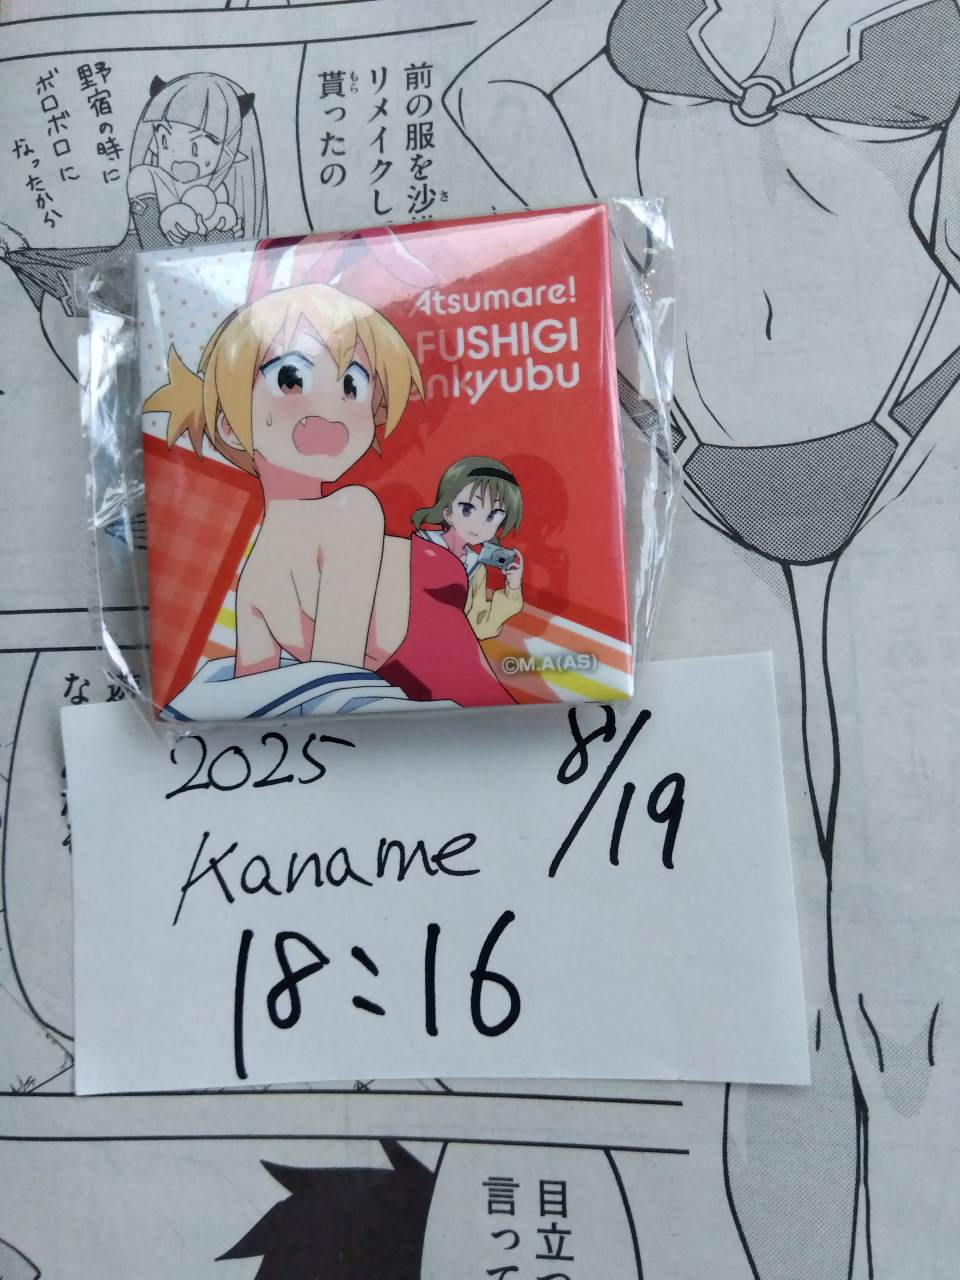 野宿の時に
ボロボロに
なったから
前の服を沙
リメイクし
貰ったの
Atsumare!
FUSHIGI
enkyubu
©M.A(AS)
2025 8/19
Kaname
18:16
目立つ
言って